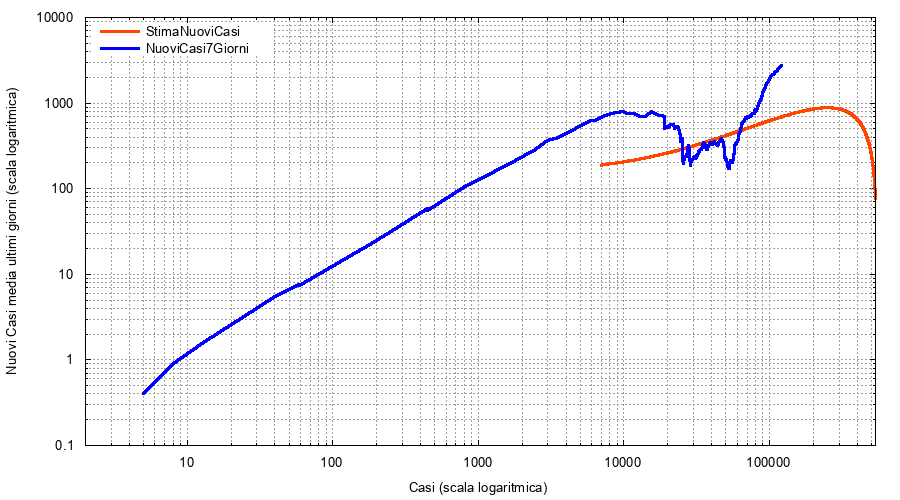 10000
1000
100
10
1
0.1
StimaNuoviCasi
NuoviCasi7Giorni
Nuovi Casi media ultimi giorni (scala logaritmica)
10 100 1000 10000 100000
Casi (scala logaritmica)